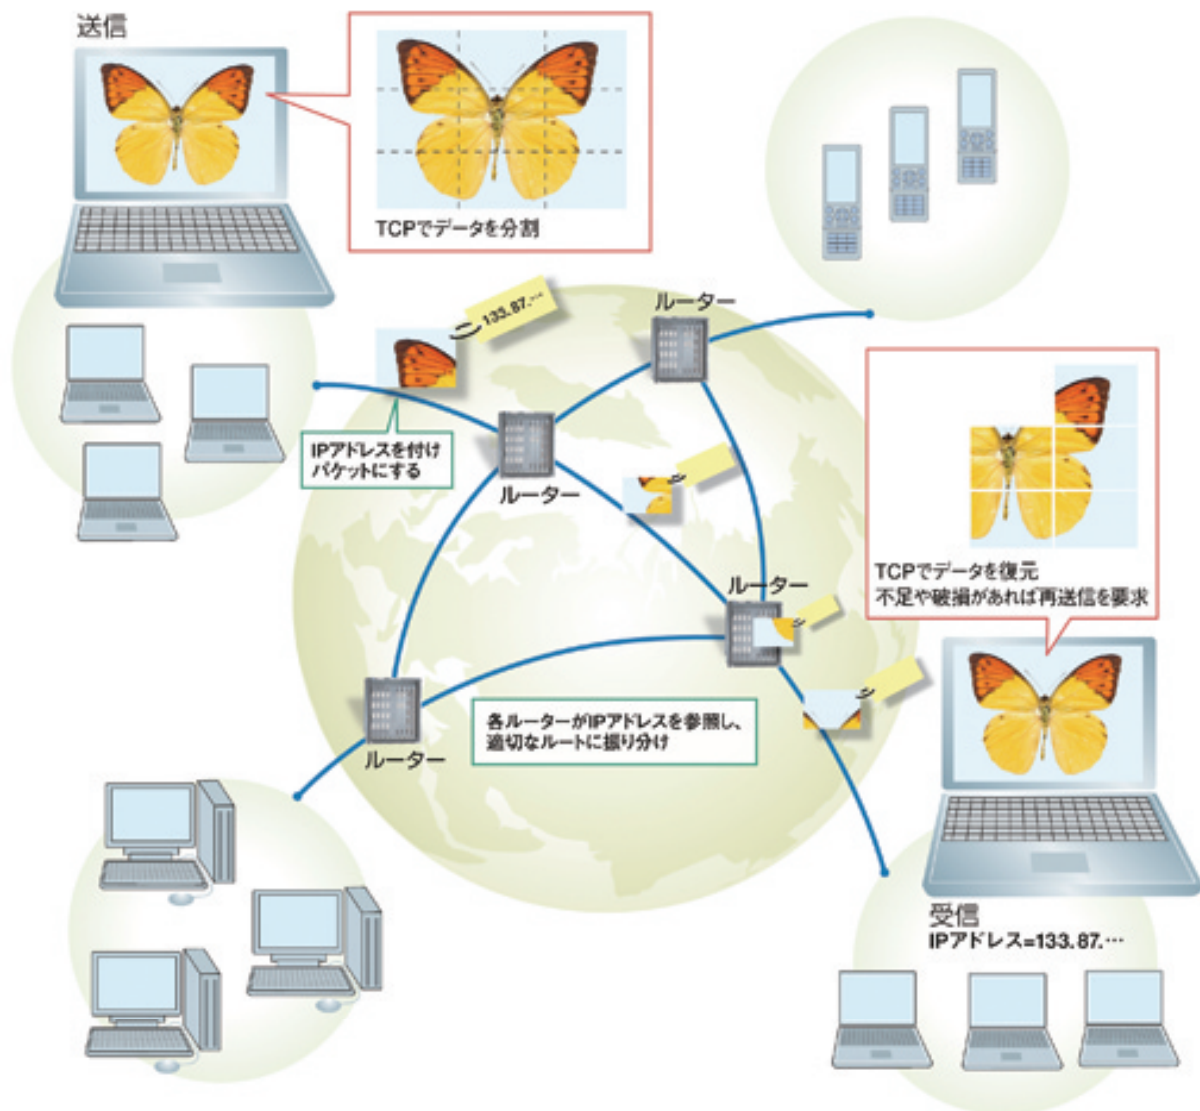 送信
TCPでデータを分割
133.87.…
ルーター
IPアドレスを付け
パケットにする
ルーター
ルーター
TCPでデータを復元
不足や破損があれば再送信を要求
各ルーターがIPアドレスを参照し、
適切なルートに振り分け
ルーター
受信
IPアドレス=133.87.…